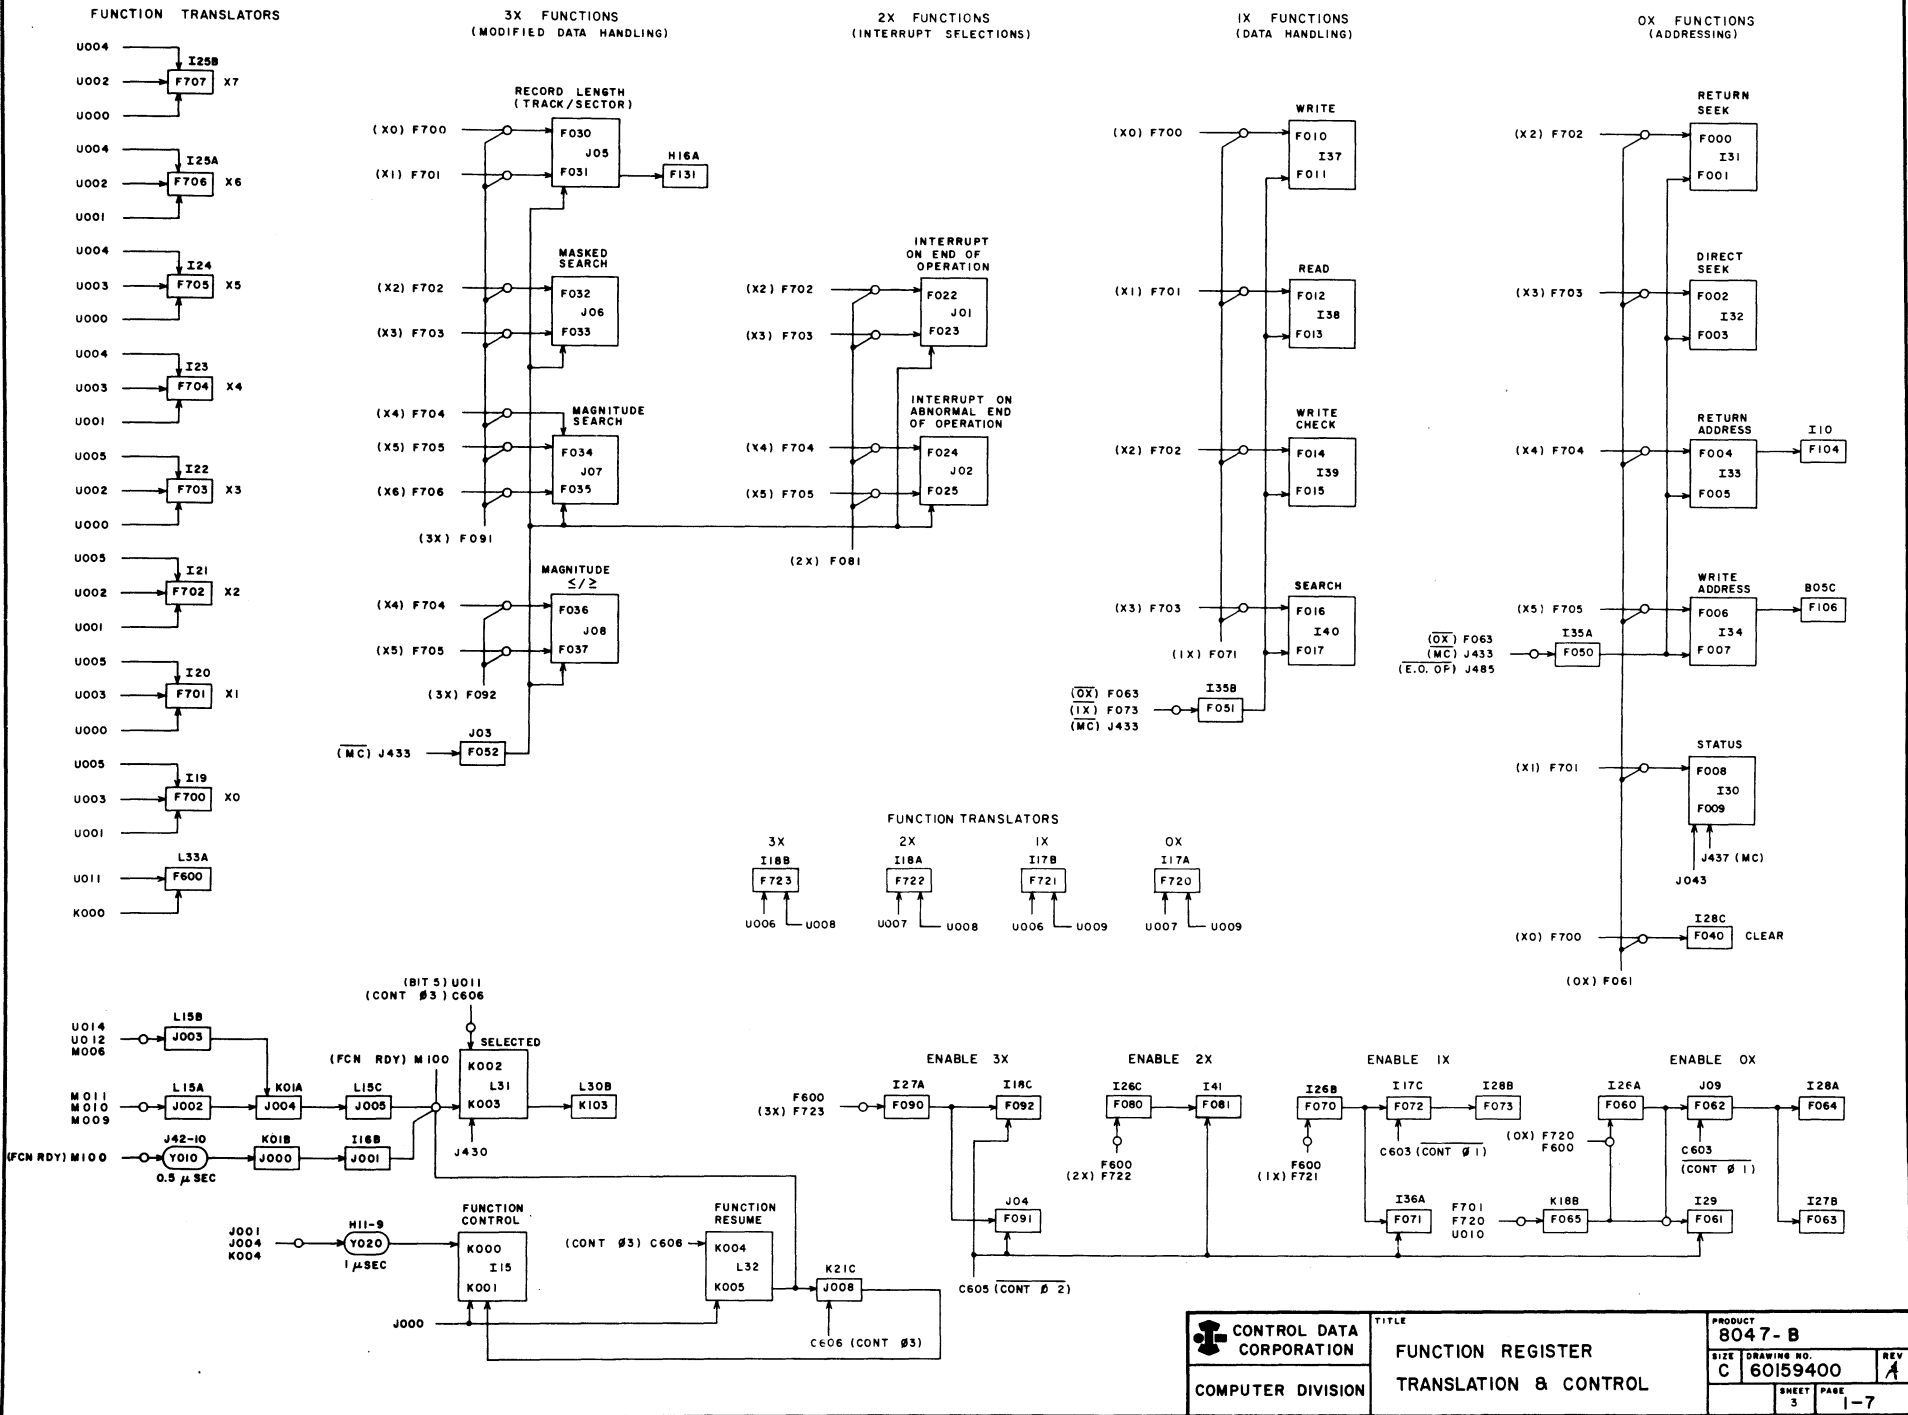 FUNCTION TRANSLATORS
U004
I25B
U002
F707
X7
U000
U004
I25A
U002
F706
X6
U001
U004
I24
U003
F705
X5
U000
U004
I23
U003
F704
X4
U001
U005
I22
U002
F703
X3
U000
U005
I21
U002
F702
X2
U001
U005
I20
U003
F701
X1
U000
U005
I19
U003
F700
X0
U001
L33A
U011
F600
K000
3X FUNCTIONS
(MODIFIED DATA HANDLING)
RECORD LENGTH
(TRACK/SECTOR)
(X0) F700
F030
J05
H16A
(X1) F701
F031
F131
MASKED
SEARCH
(X2) F702
F032
J06
(X3) F703
F033
(X4) F704
MAGNITUDE
SEARCH
(X5) F705
F034
J07
(X6) F706
F035
(3X) F091
MAGNITUDE
≤/≥
(X4) F704
F036
J08
(X5) F705
F037
(3X) F092
J03
(MC) J433
F052
2X FUNCTIONS
(INTERRUPT SELECTIONS)
INTERRUPT
ON END OF
OPERATION
(X2) F702
F022
J01
(X3) F703
F023
INTERRUPT ON
ABNORMAL END
OF OPERATION
(X4) F704
F024
J02
(X5) F705
F025
(2X) F081
1X FUNCTIONS
(DATA HANDLING)
WRITE
(X0) F700
F010
I37
F011
READ
(X1) F701
F012
I38
F013
WRITE
CHECK
(X2) F702
F014
I39
F015
SEARCH
(X3) F703
F016
I40
F017
(1X) F071
(0X) F063
(1X) F073
(MC) J433
I35B
F051
0X FUNCTIONS
(ADDRESSING)
RETURN
SEEK
(X2) F702
F000
I31
F001
DIRECT
SEEK
(X3) F703
F002
I32
F003
RETURN
ADDRESS
I10
(X4) F704
F004
F104
I33
F005
WRITE
ADDRESS
B05C
(X5) F705
F006
F106
I34
F007
(0X) F063
(MC) J433
(E.O. OP) J485
I35A
F050
STATUS
(X1) F701
F008
I30
F009
J437 (MC)
J043
I28C
(X0) F700
F040
CLEAR
(0X) F061
FUNCTION TRANSLATORS
3X
2X
1X
0X
I18B
I18A
I17B
I17A
F723
F722
F721
F720
U006
U008
U007
U008
U006
U009
U007
U009
(BIT 5) U011
(CONT Ø3) C606
U014
U012
M006
L15B
J003
SELECTED
K002
L31
K003
(FCN RDY) M100
M011
M010
M009
L15A
J002
K01A
J004
L15C
J005
L30B
K103
J430
(FCN RDY) M100
J42-10
Y010
0.5 µ SEC
K01B
J000
I16B
J001
J001
J004
K004
H11-9
Y020
1 µSEC
FUNCTION
CONTROL
K000
I15
K001
FUNCTION
RESUME
(CONT Ø3) C606
K004
L32
K005
K21C
J008
J000
C606 (CONT Ø3)
ENABLE 3X
F600
(3X) F723
I27A
F090
I18C
F092
J04
F091
C605 (CONT Ø 2)
ENABLE 2X
I26C
F080
I41
F081
F600
(2X) F722
ENABLE 1X
I26B
F070
I17C
F072
I28B
F073
C603 (CONT Ø 1)
F600
(1X) F721
I36A
F071
ENABLE 0X
I26A
F060
J09
F062
I28A
F064
(0X) F720
F600
C603
(CONT Ø 1)
F701
F720
U010
K18B
F065
I29
F061
I27B
F063
CONTROL DATA
CORPORATION
COMPUTER DIVISION
TITLE
FUNCTION REGISTER
TRANSLATION & CONTROL
PRODUCT
8047-B
SIZE
C
DRAWING NO.
60159400
REV
A
SHEET
3
PAGE
1-7